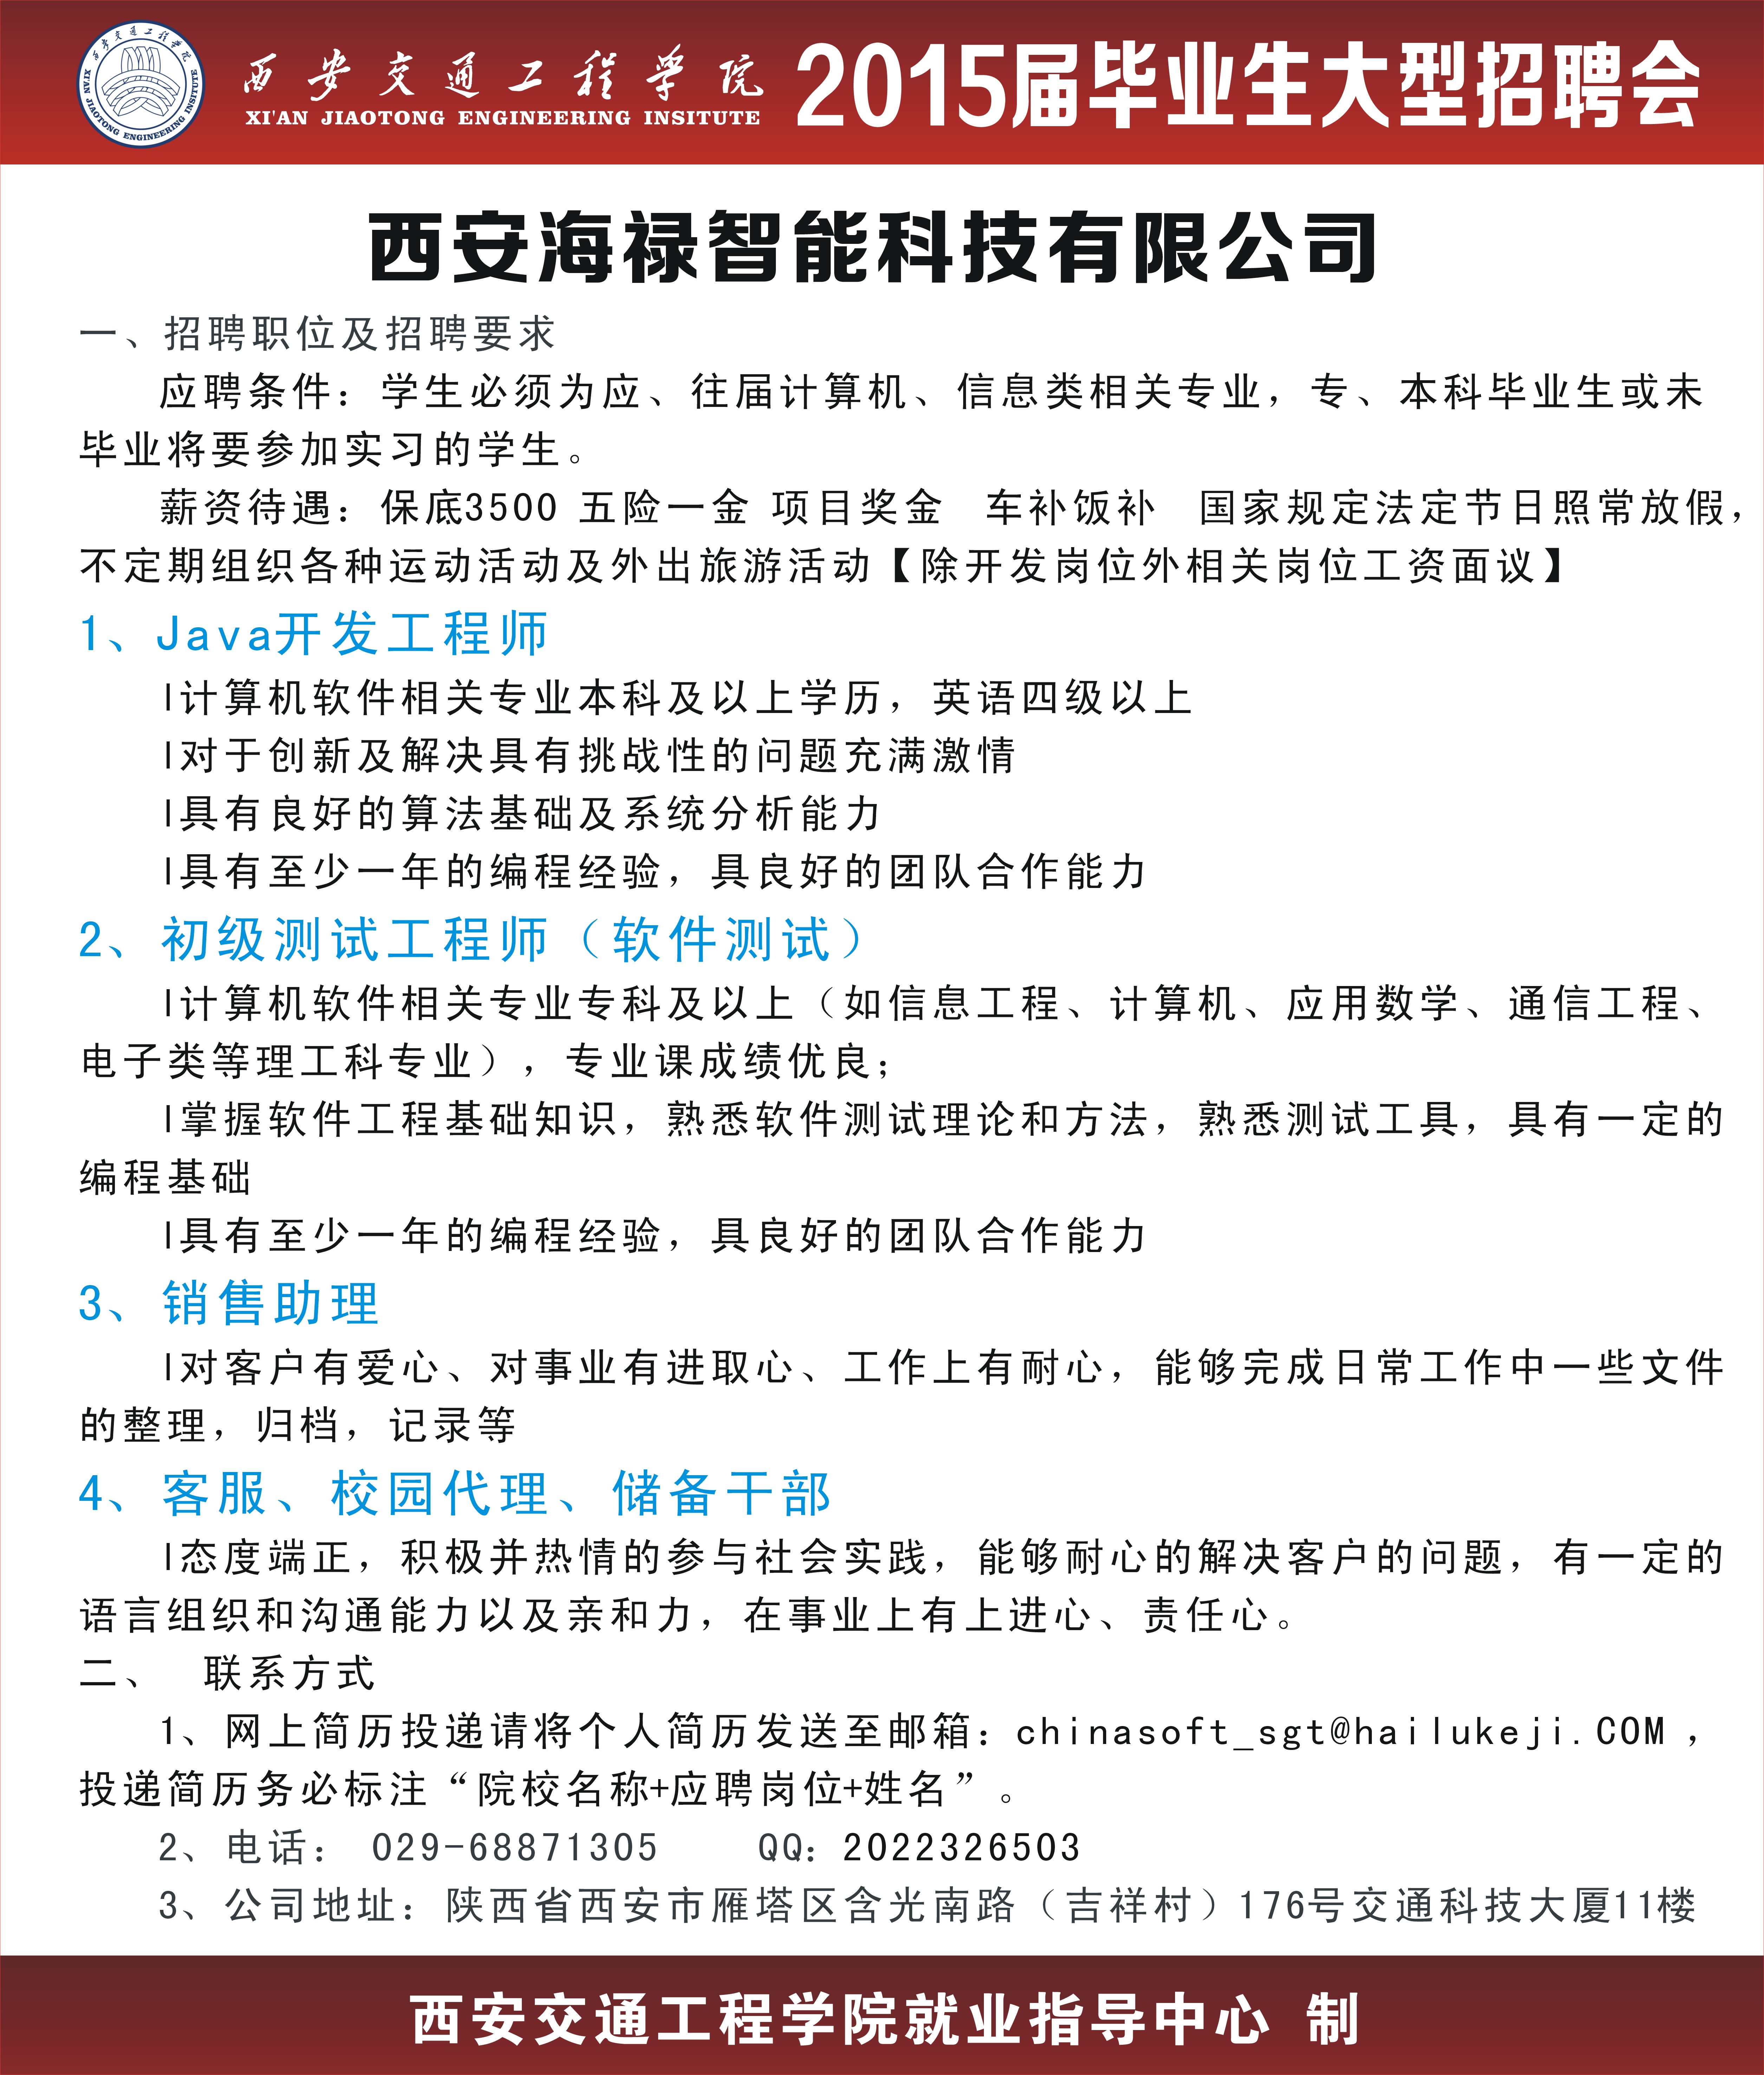 西安交通工程学院
XI'AN JIAOTONG ENGINEERING INSITUTE
西安交通工程学院
XI'AN JIAOTONG ENGINEERING INSITUTE
2015届毕业生大型招聘会
西安海禄智能科技有限公司
一、招聘职位及招聘要求
应聘条件：学生必须为应、往届计算机、信息类相关专业，专、本科毕业生或未
毕业将要参加实习的学生。
薪资待遇：保底3500 五险一金 项目奖金 车补饭补 国家规定法定节日照常放假，
不定期组织各种运动活动及外出旅游活动【除开发岗位外相关岗位工资面议】
1、Java开发工程师
l计算机软件相关专业本科及以上学历，英语四级以上
l对于创新及解决具有挑战性的问题充满激情
l具有良好的算法基础及系统分析能力
l具有至少一年的编程经验，具良好的团队合作能力
2、初级测试工程师（软件测试）
l计算机软件相关专业专科及以上（如信息工程、计算机、应用数学、通信工程、
电子类等理工科专业），专业课成绩优良；
l掌握软件工程基础知识，熟悉软件测试理论和方法，熟悉测试工具，具有一定的
编程基础
l具有至少一年的编程经验，具良好的团队合作能力
3、销售助理
l对客户有爱心、对事业有进取心、工作上有耐心，能够完成日常工作中一些文件
的整理，归档，记录等
4、客服、校园代理、储备干部
l态度端正，积极并热情的参与社会实践，能够耐心的解决客户的问题，有一定的
语言组织和沟通能力以及亲和力，在事业上有上进心、责任心。
二、 联系方式
1、网上简历投递请将个人简历发送至邮箱：chinasoft_sgt@hailukeji.COM ，
投递简历务必标注“院校名称+应聘岗位+姓名”。
2、电话： 029-68871305 QQ：2022326503
3、公司地址：陕西省西安市雁塔区含光南路（吉祥村）176号交通科技大厦11楼
西安交通工程学院就业指导中心 制